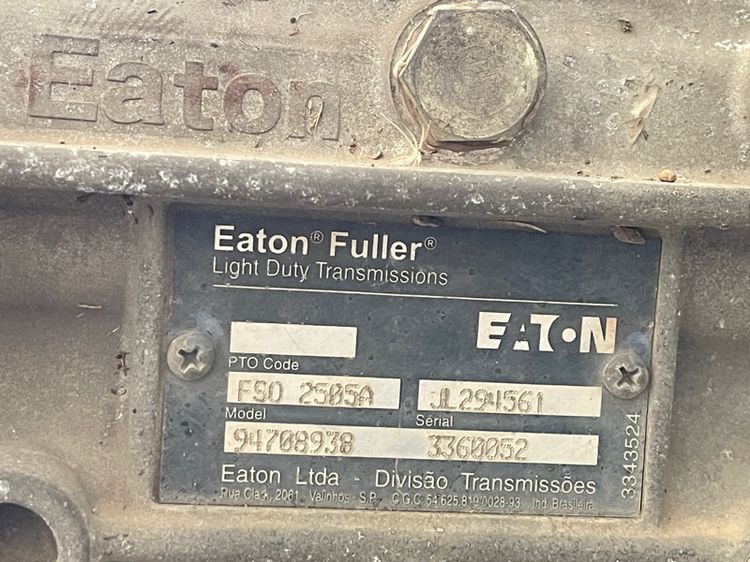 Eaton
Eaton® Fuller®
Light Duty Transmissions
EATON
PTO Code
FSO 2505A JL294561
Model Serial
94708938 3360052
Eaton Ltda - Divisão Transmissões
Rua Clark, 2061 - Valinhos - S.P. C.G.C. 54.625.819/0028-93 Ind. Brasileira
3343524